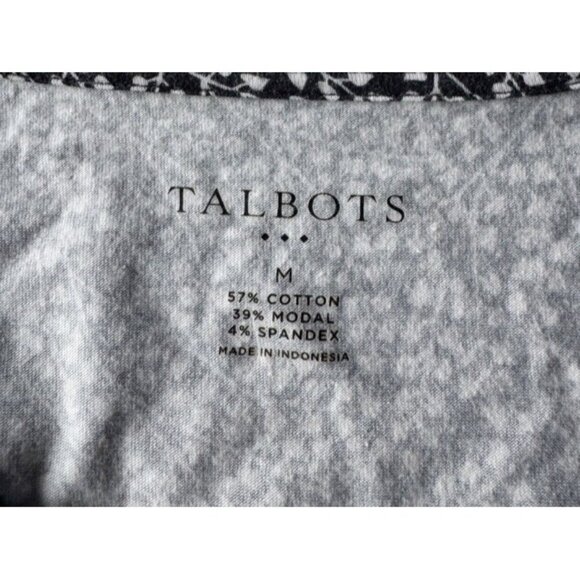 TALBOTS
M
57% COTTON
39% MODAL
4% SPANDEX
MADE IN INDONESIA